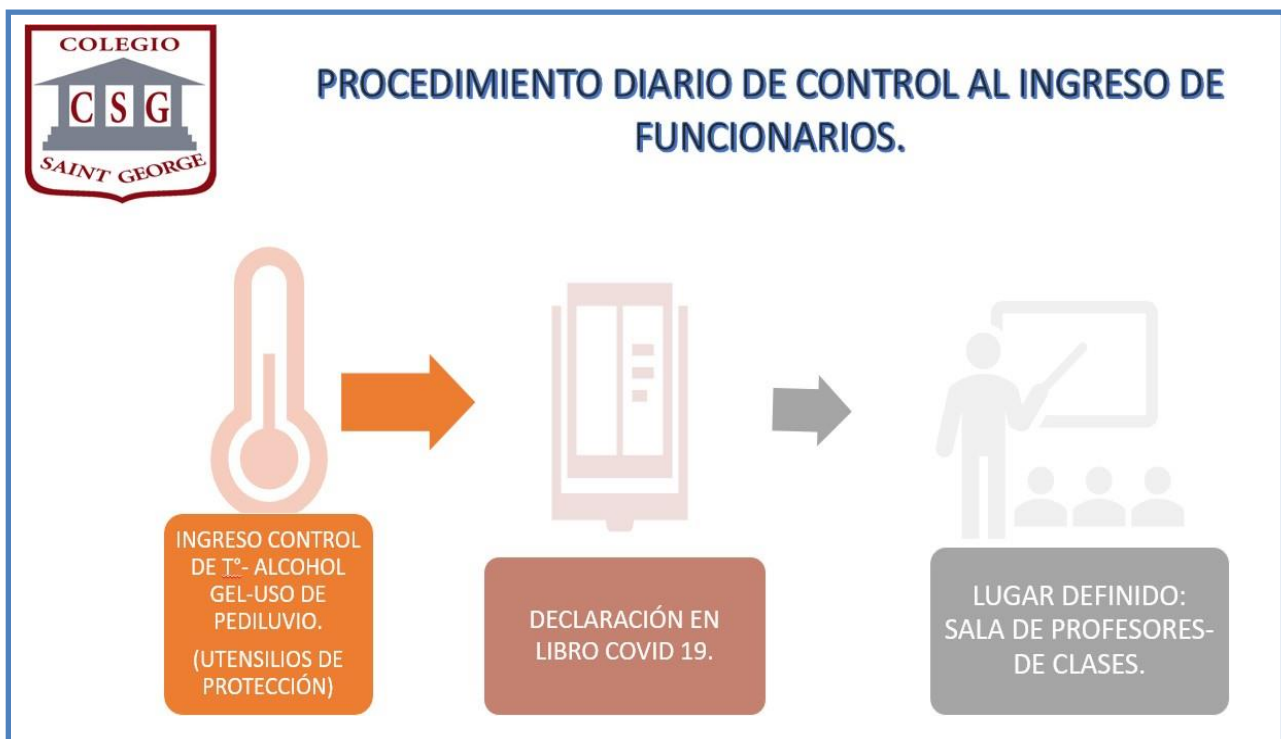 COLEGIO
CSG
SAINT GEORGE
PROCEDIMIENTO DIARIO DE CONTROL AL INGRESO DE
FUNCIONARIOS.
INGRESO CONTROL
DE T°- ALCOHOL
GEL-USO DE
PEDILUVIO.
(UTENSILIOS DE
PROTECCIÓN)
DECLARACIÓN EN
LIBRO COVID 19.
LUGAR DEFINIDO:
SALA DE PROFESORES-
DE CLASES.